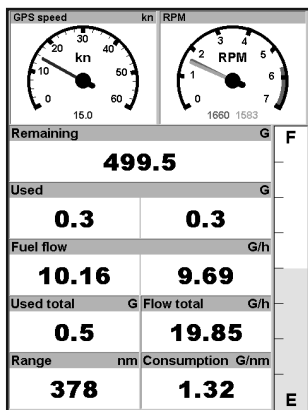 GPS speed kn RPM
0 10 20 30 40 50 60 kn
15.0
0 1 2 3 4 5 6 7 RPM
1660 1583
Remaining G
499.5
F
Used G
0.3 0.3
Fuel flow G/h
10.16 9.69
Used total G Flow total G/h
0.5 19.85
Range nm Consumption G/nm
378 1.32
E